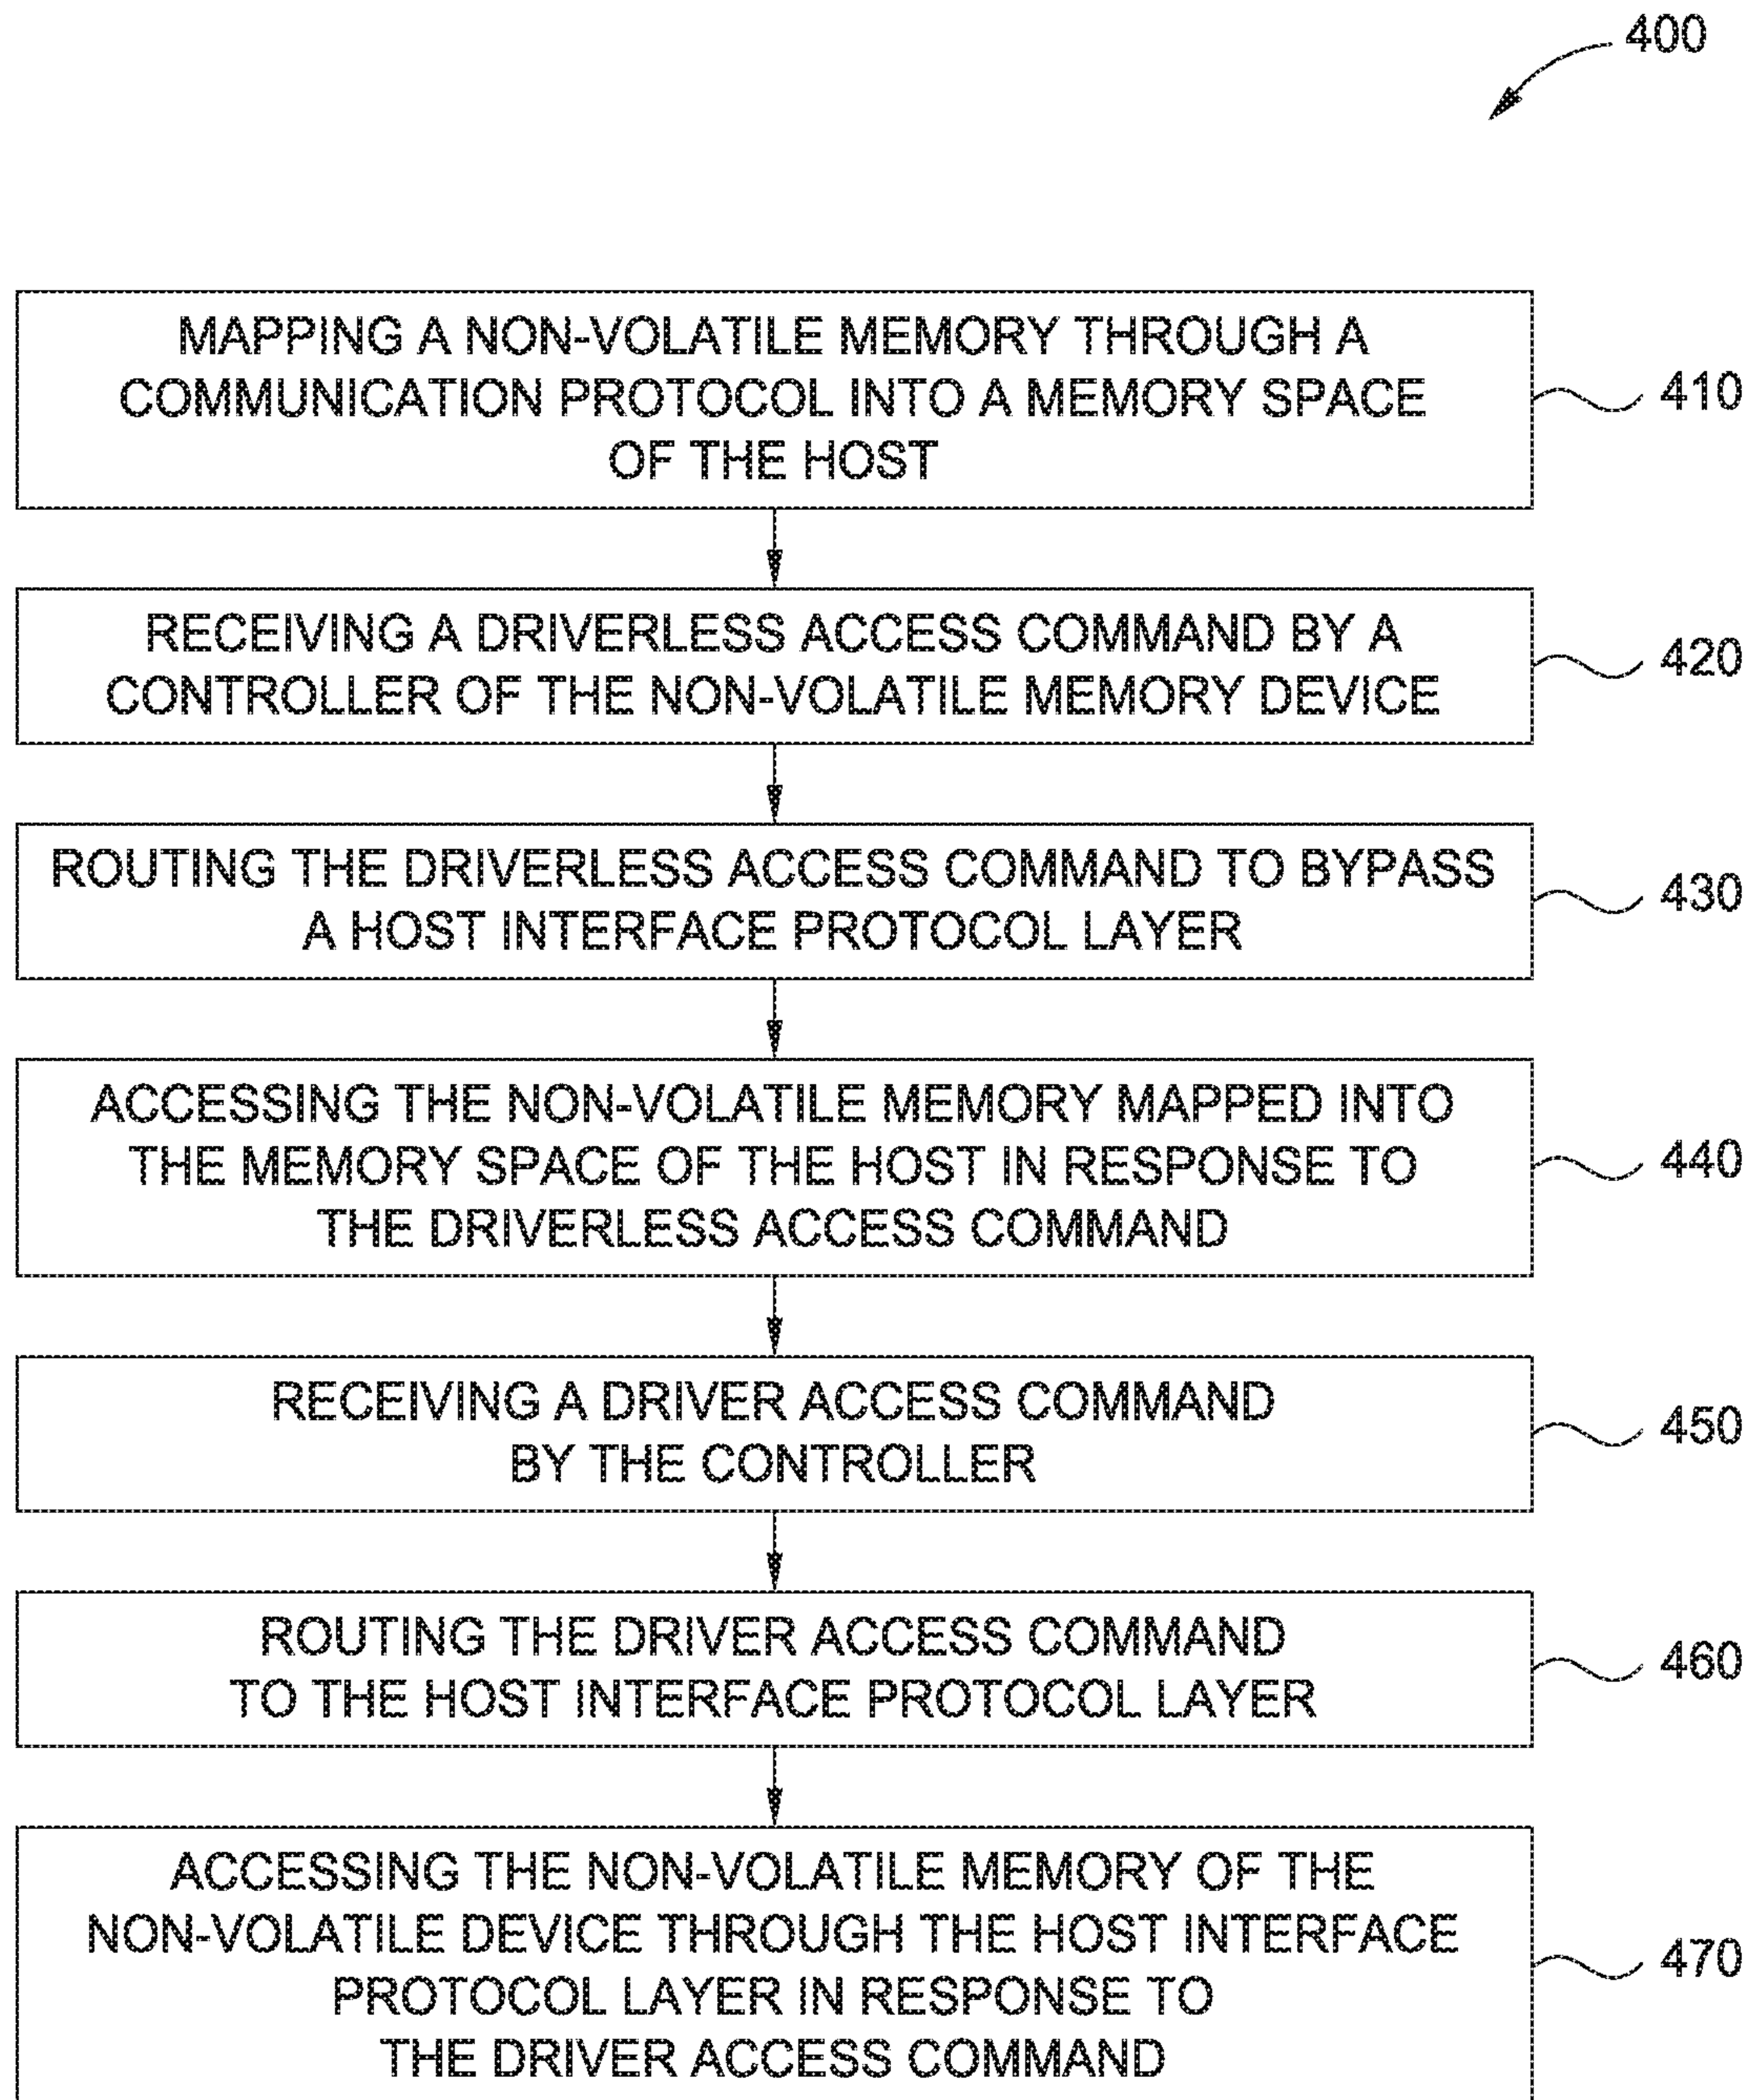 400
MAPPING A NON-VOLATILE MEMORY THROUGH A
COMMUNICATION PROTOCOL INTO A MEMORY SPACE
OF THE HOST
410
RECEIVING A DRIVERLESS ACCESS COMMAND BY A
CONTROLLER OF THE NON-VOLATILE MEMORY DEVICE
420
ROUTING THE DRIVERLESS ACCESS COMMAND TO BYPASS
A HOST INTERFACE PROTOCOL LAYER
430
ACCESSING THE NON-VOLATILE MEMORY MAPPED INTO
THE MEMORY SPACE OF THE HOST IN RESPONSE TO
THE DRIVERLESS ACCESS COMMAND
440
RECEIVING A DRIVER ACCESS COMMAND
BY THE CONTROLLER
450
ROUTING THE DRIVER ACCESS COMMAND
TO THE HOST INTERFACE PROTOCOL LAYER
460
ACCESSING THE NON-VOLATILE MEMORY OF THE
NON-VOLATILE DEVICE THROUGH THE HOST INTERFACE
PROTOCOL LAYER IN RESPONSE TO
THE DRIVER ACCESS COMMAND
470